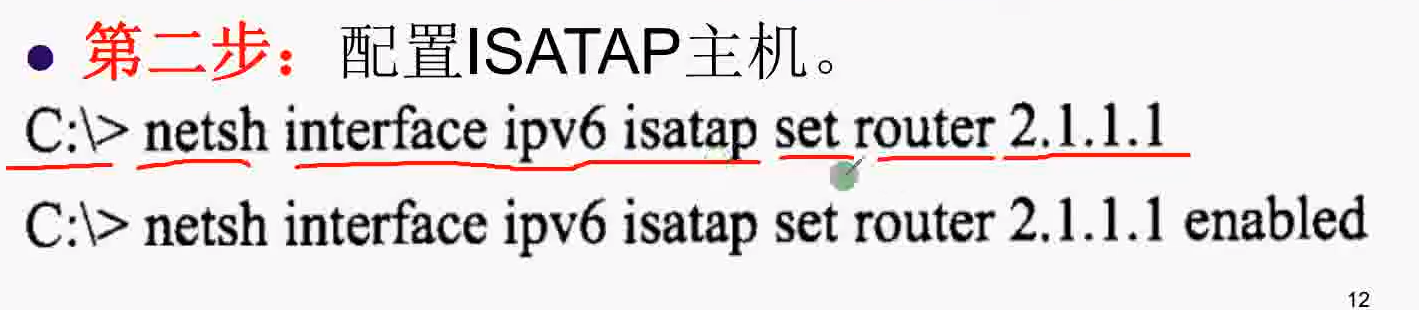 ● 第二步：配置ISATAP主机。
C:\> netsh interface ipv6 isatap set router 2.1.1.1
C:\> netsh interface ipv6 isatap set router 2.1.1.1 enabled
12